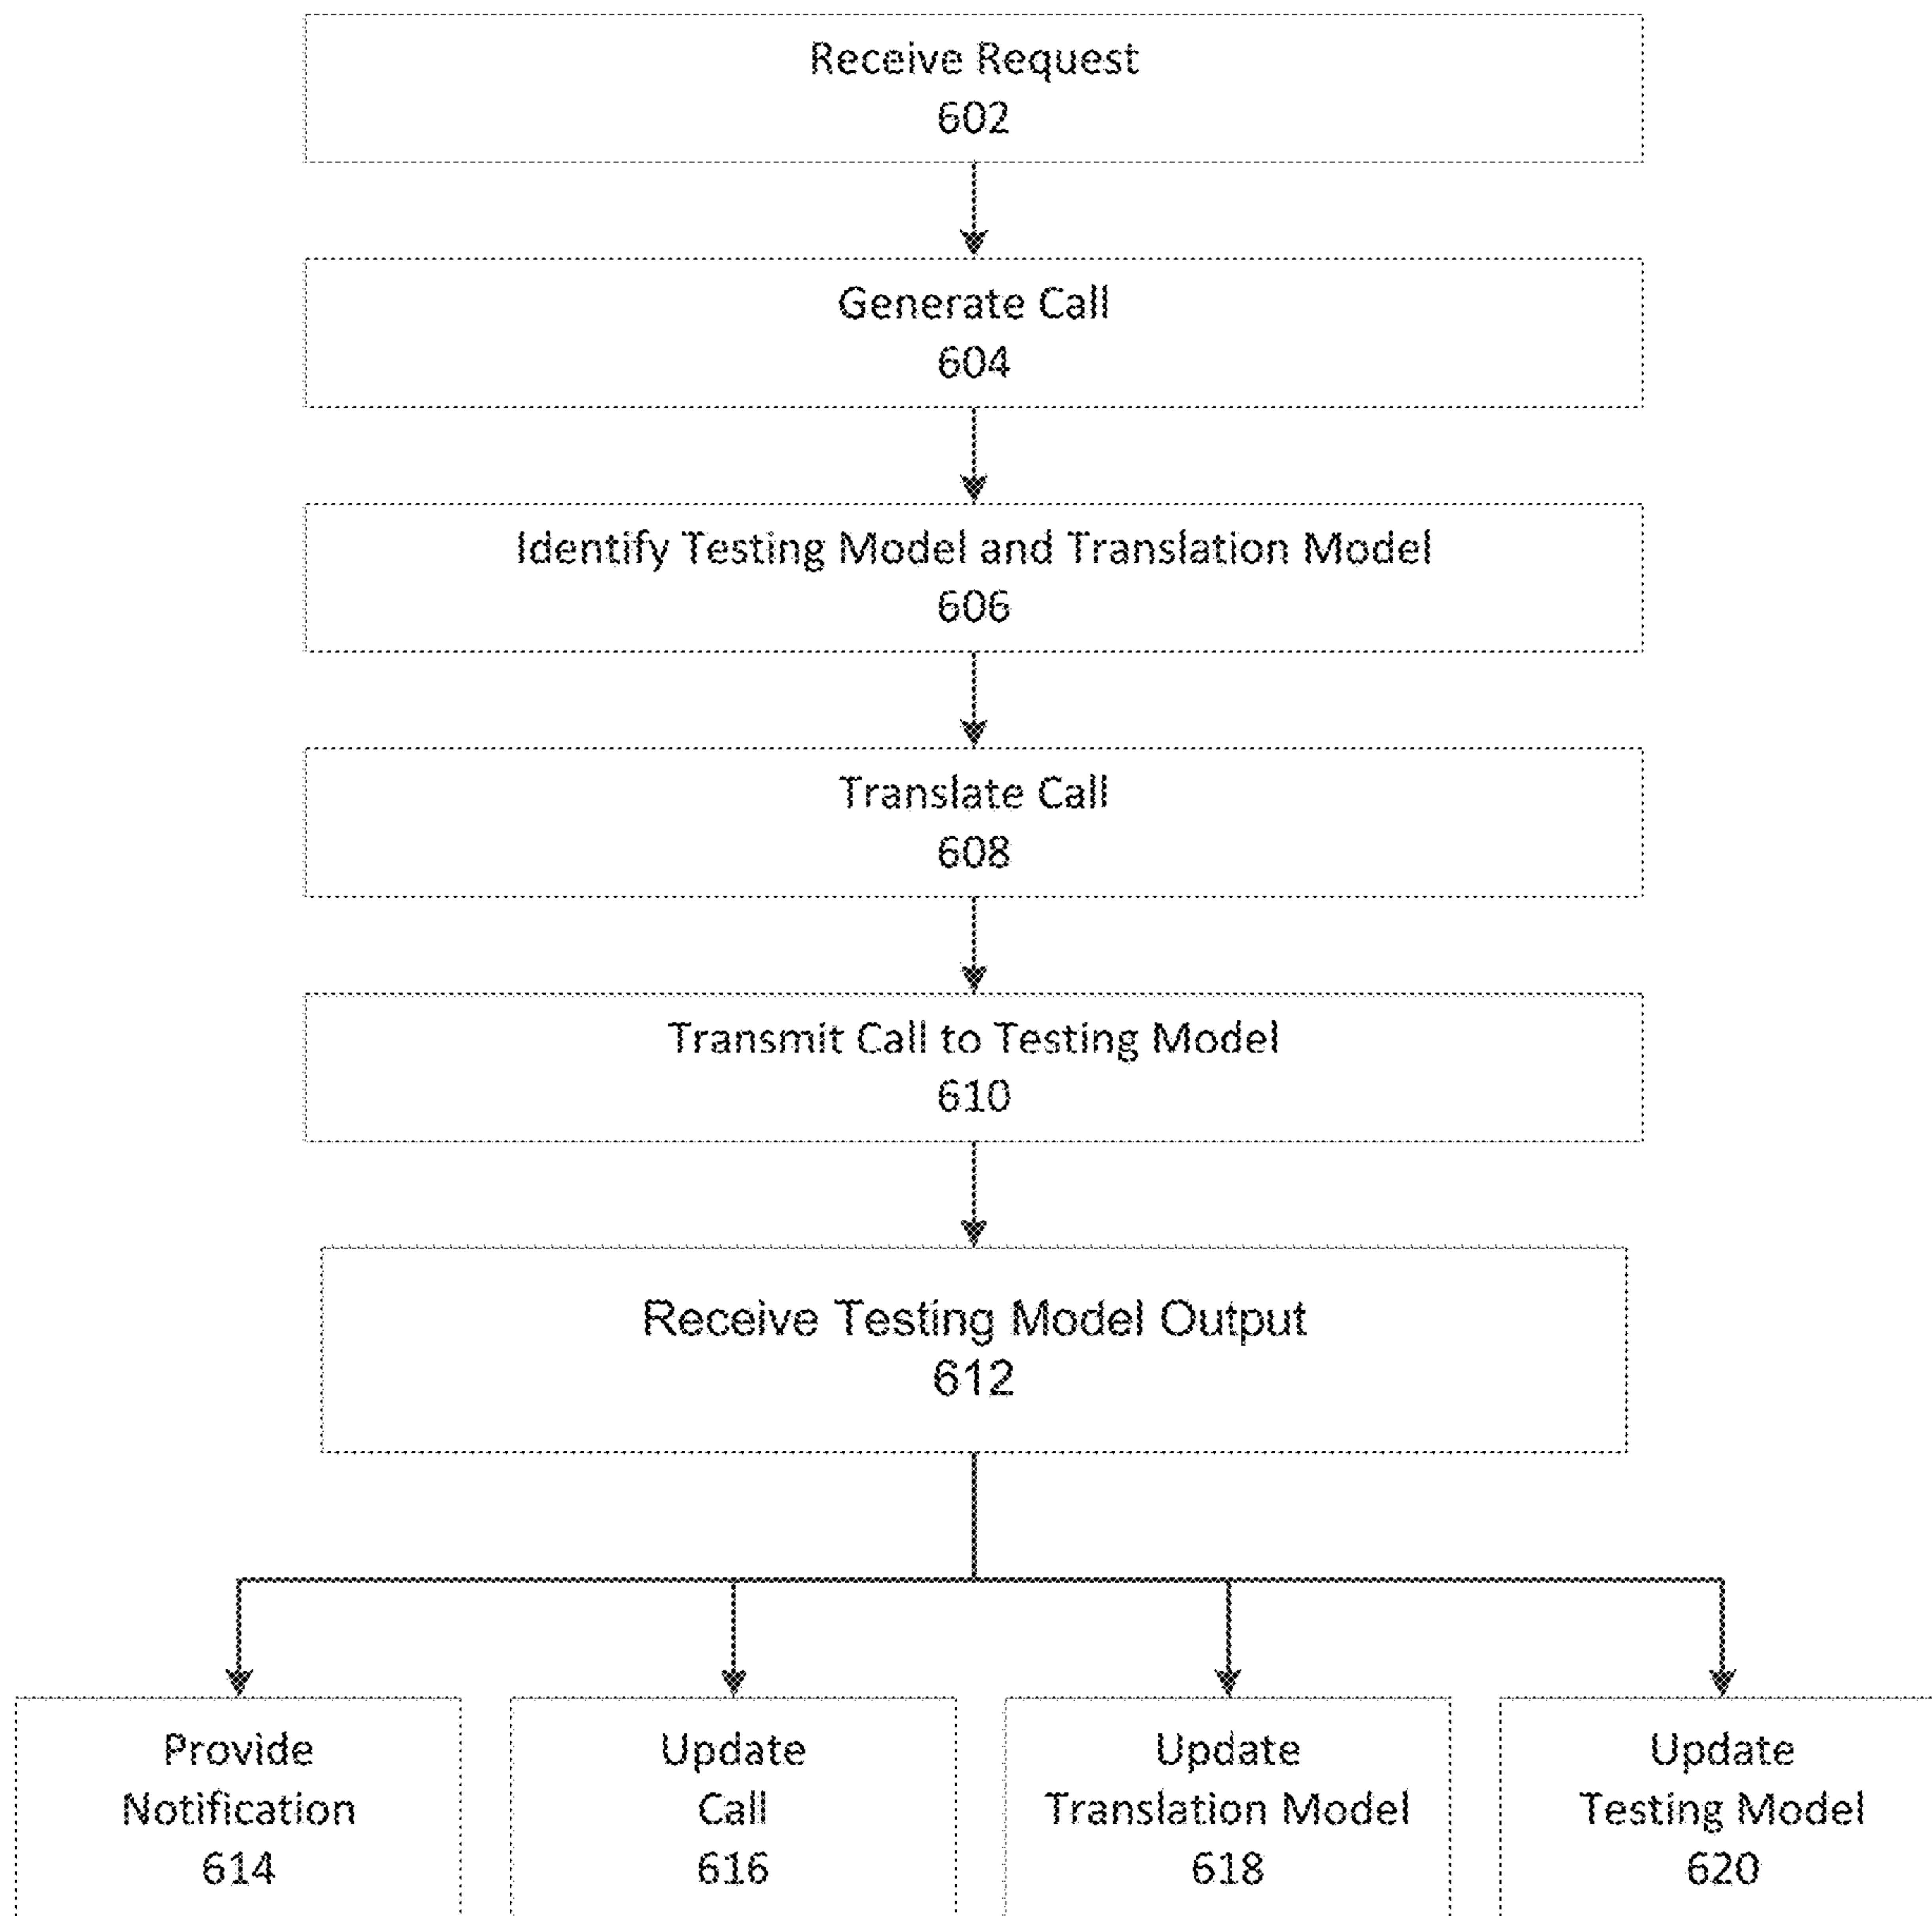 Receive Request
602
Generate Call
604
Identify Testing Model and Translation Model
606
Translate Call
608
Transmit Call to Testing Model
610
Receive Testing Model Output
612
Provide
Notification
614
Update
Call
616
Update
Translation Model
618
Update
Testing Model
620